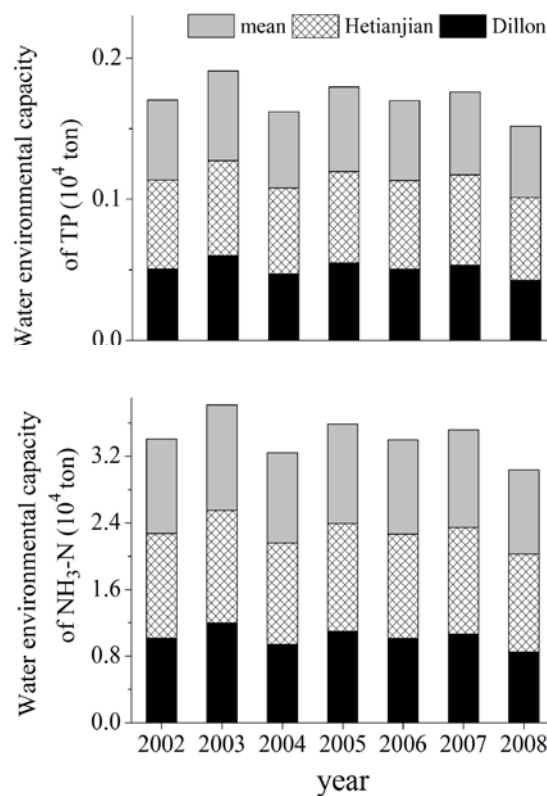 mean Hetianjian Dillon
Water environmental capacity
of TP (10⁴ ton)
0.2
0.1
0.0
Water environmental capacity
of NH₃-N (10⁴ ton)
3.2
2.4
1.6
0.8
0.0
2002 2003 2004 2005 2006 2007 2008
year